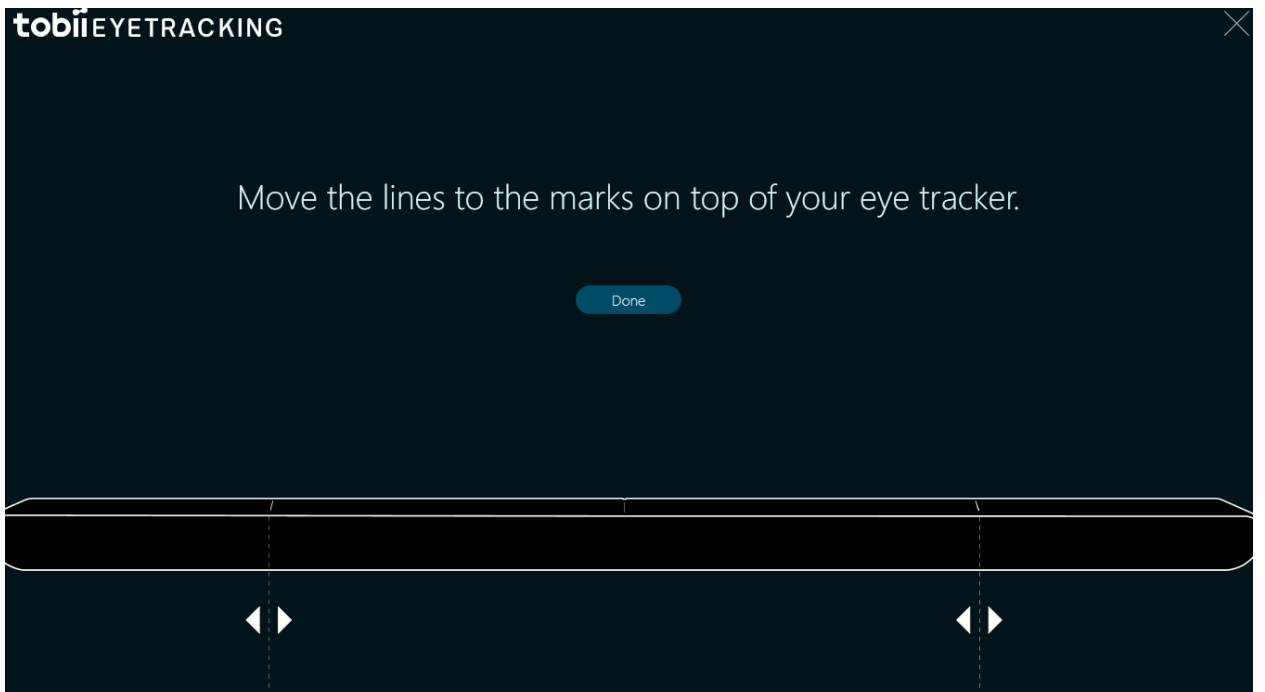 tobii EYETRACKING
Move the lines to the marks on top of your eye tracker.
Done